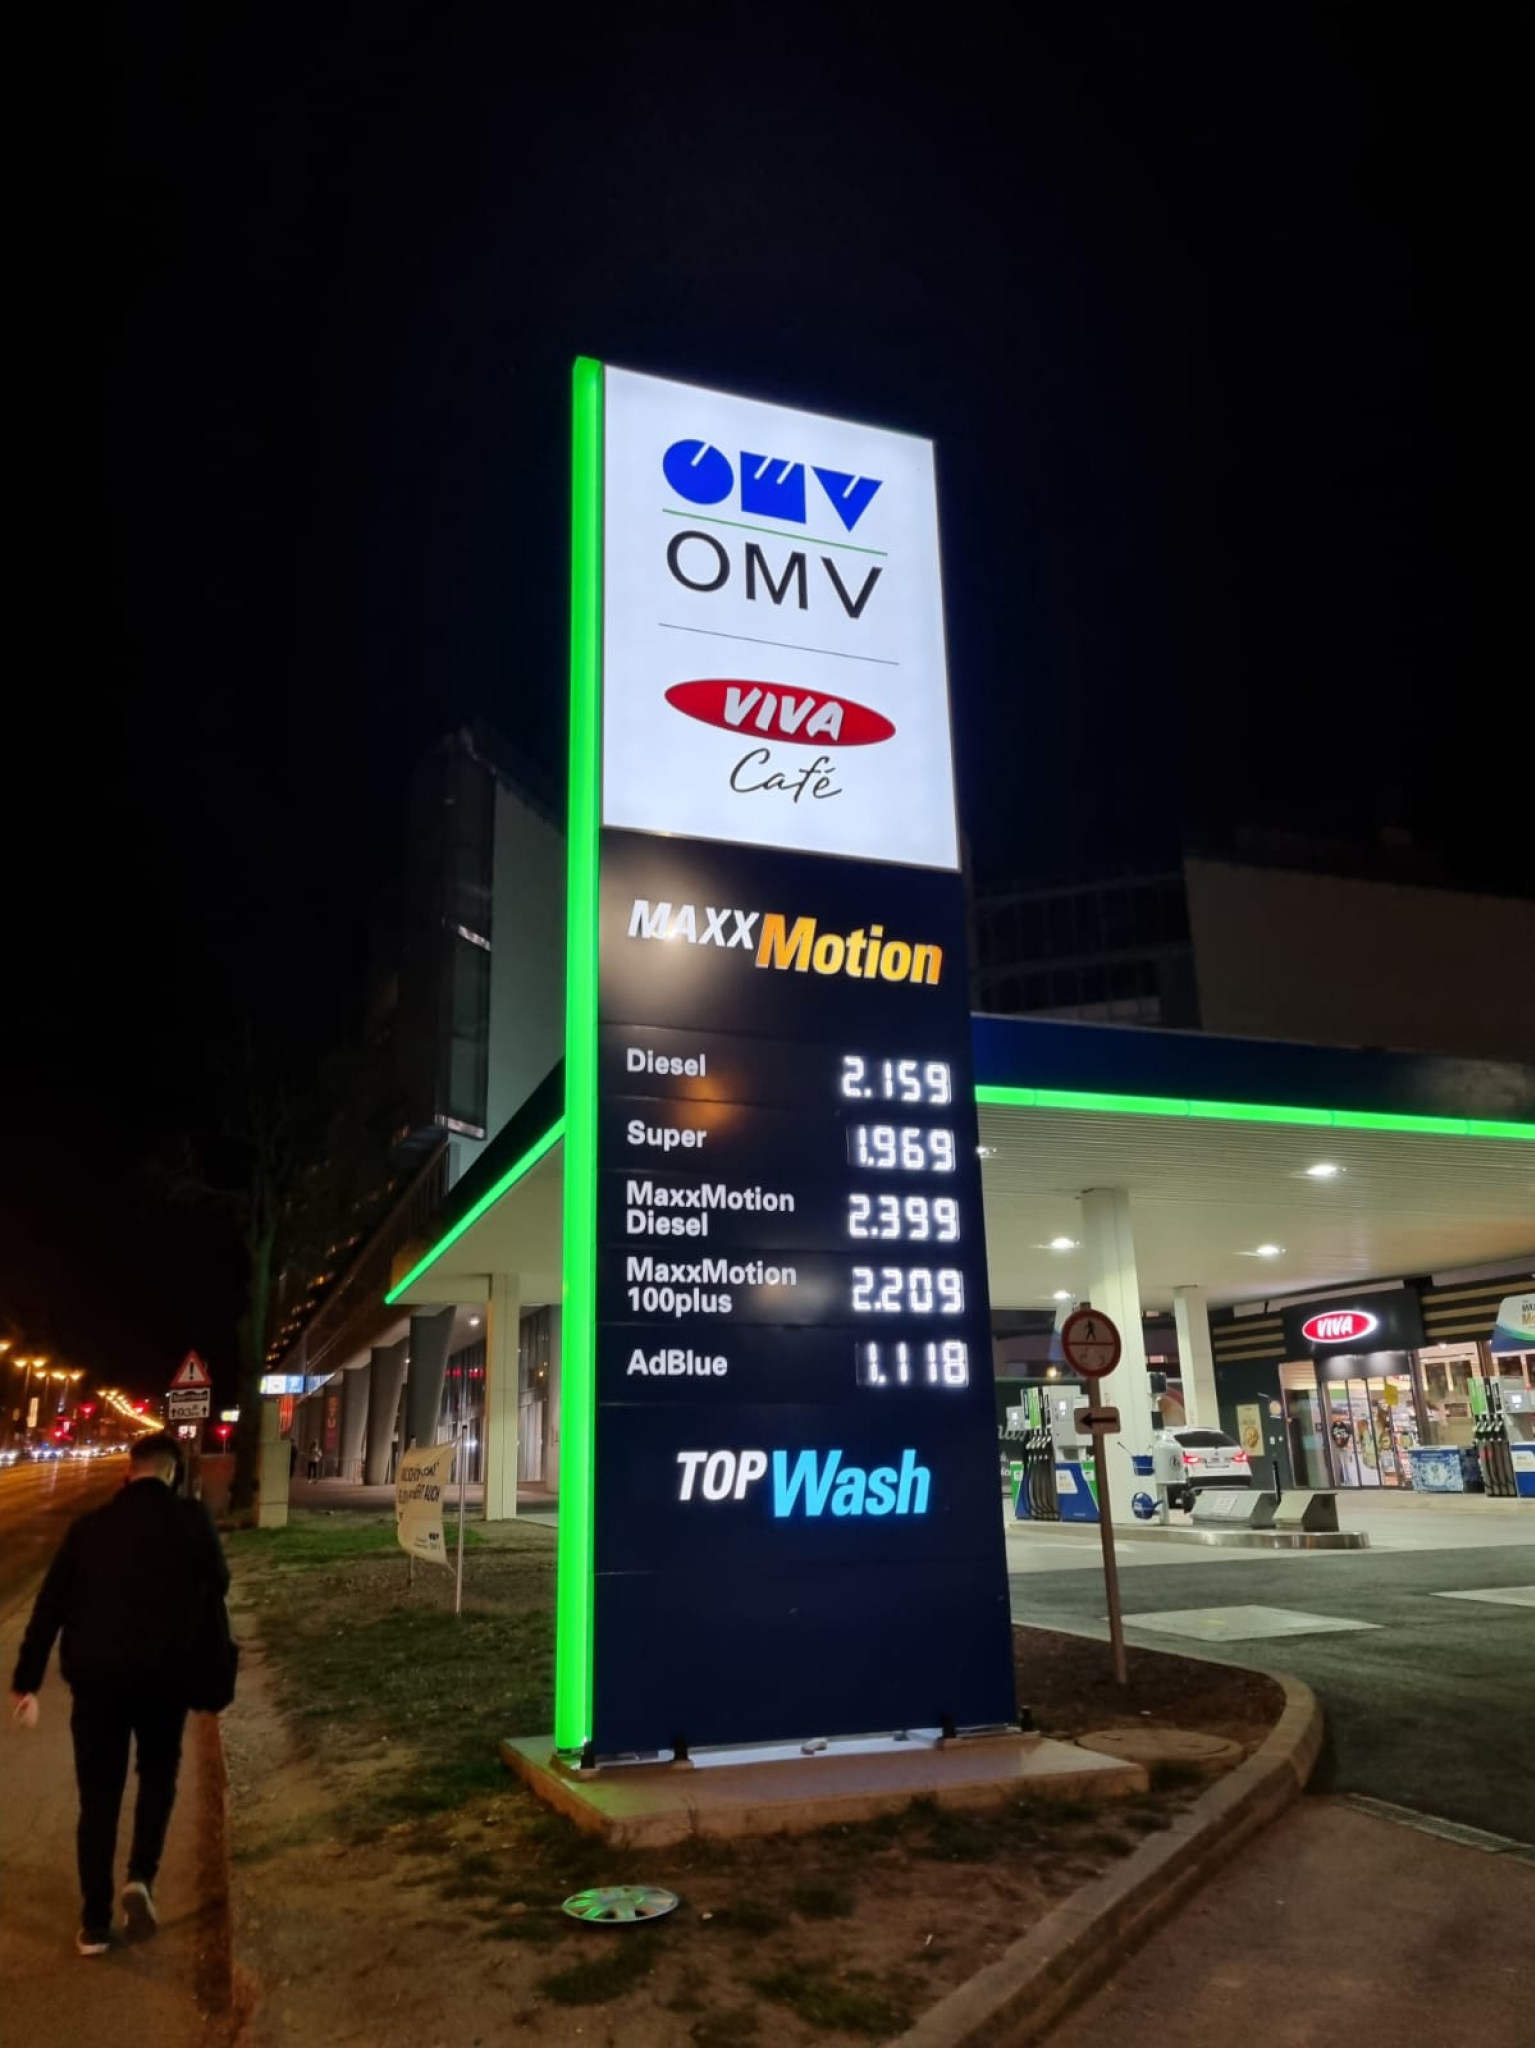 OMV
OMV
VIVA
Café
MAXXMotion
Diesel 2.159
Super 1.969
MaxxMotion
Diesel 2.399
MaxxMotion
100plus 2.209
AdBlue 1.118
TOPWash
VIVA